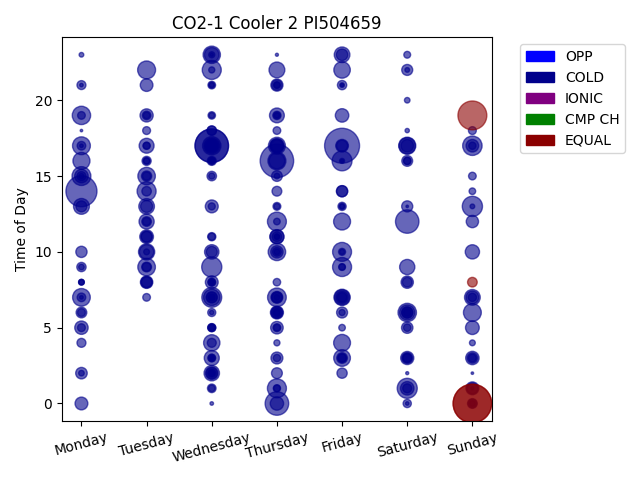 CO2-1 Cooler 2 PI504659
Time of Day
20
15
10
5
0
Monday
Tuesday
Wednesday
Thursday
Friday
Saturday
Sunday
OPP
COLD
IONIC
CMP CH
EQUAL